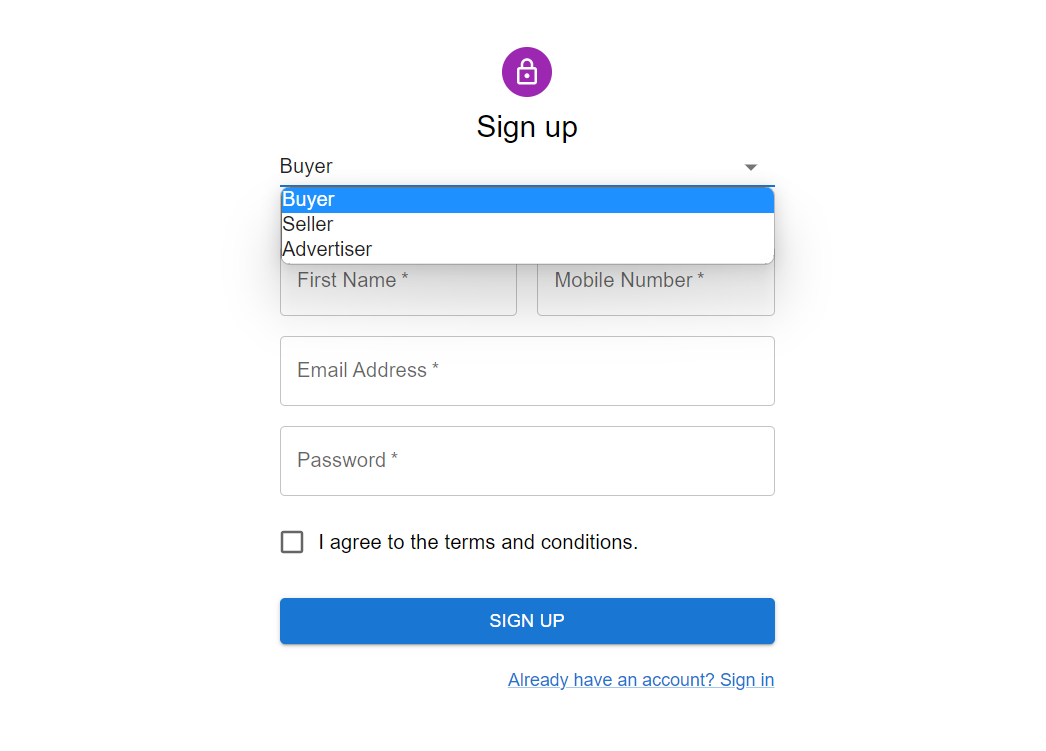 Sign up
Buyer
Buyer
Seller
Advertiser
First Name * Mobile Number *
Email Address *
Password *
I agree to the terms and conditions.
SIGN UP
Already have an account? Sign in